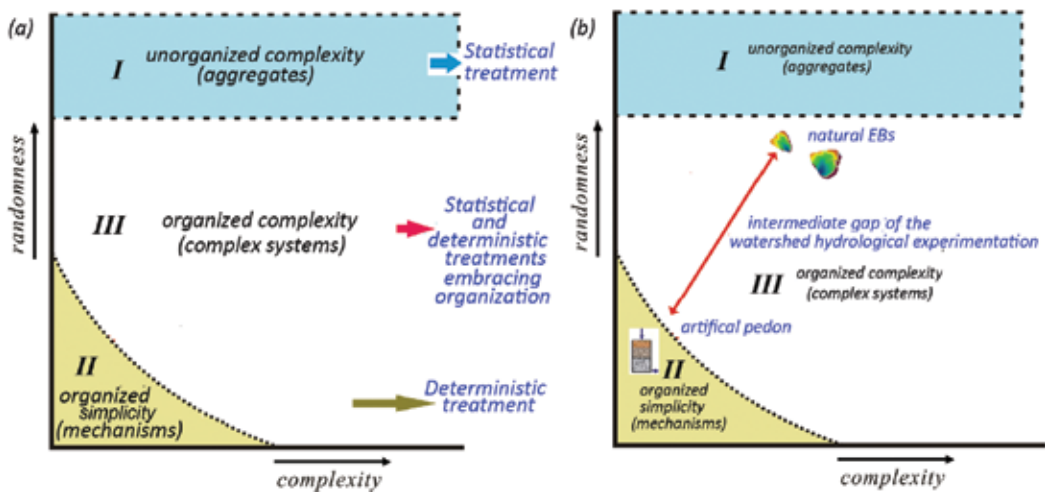 (a)
I
unorganized complexity
(aggregates)
Statistical
treatment
randomness
III
organized complexity
(complex systems)
Statistical
and
deterministic
treatments
embracing
organization
II
organized
simplicity
(mechanisms)
Deterministic
treatment
complexity
(b)
I
unorganized complexity
(aggregates)
natural EBs
randomness
intermediate gap of the
watershed hydrological experimentation
III
organized complexity
(complex systems)
artifical pedon
II
organized
simplicity
(mechanisms)
complexity